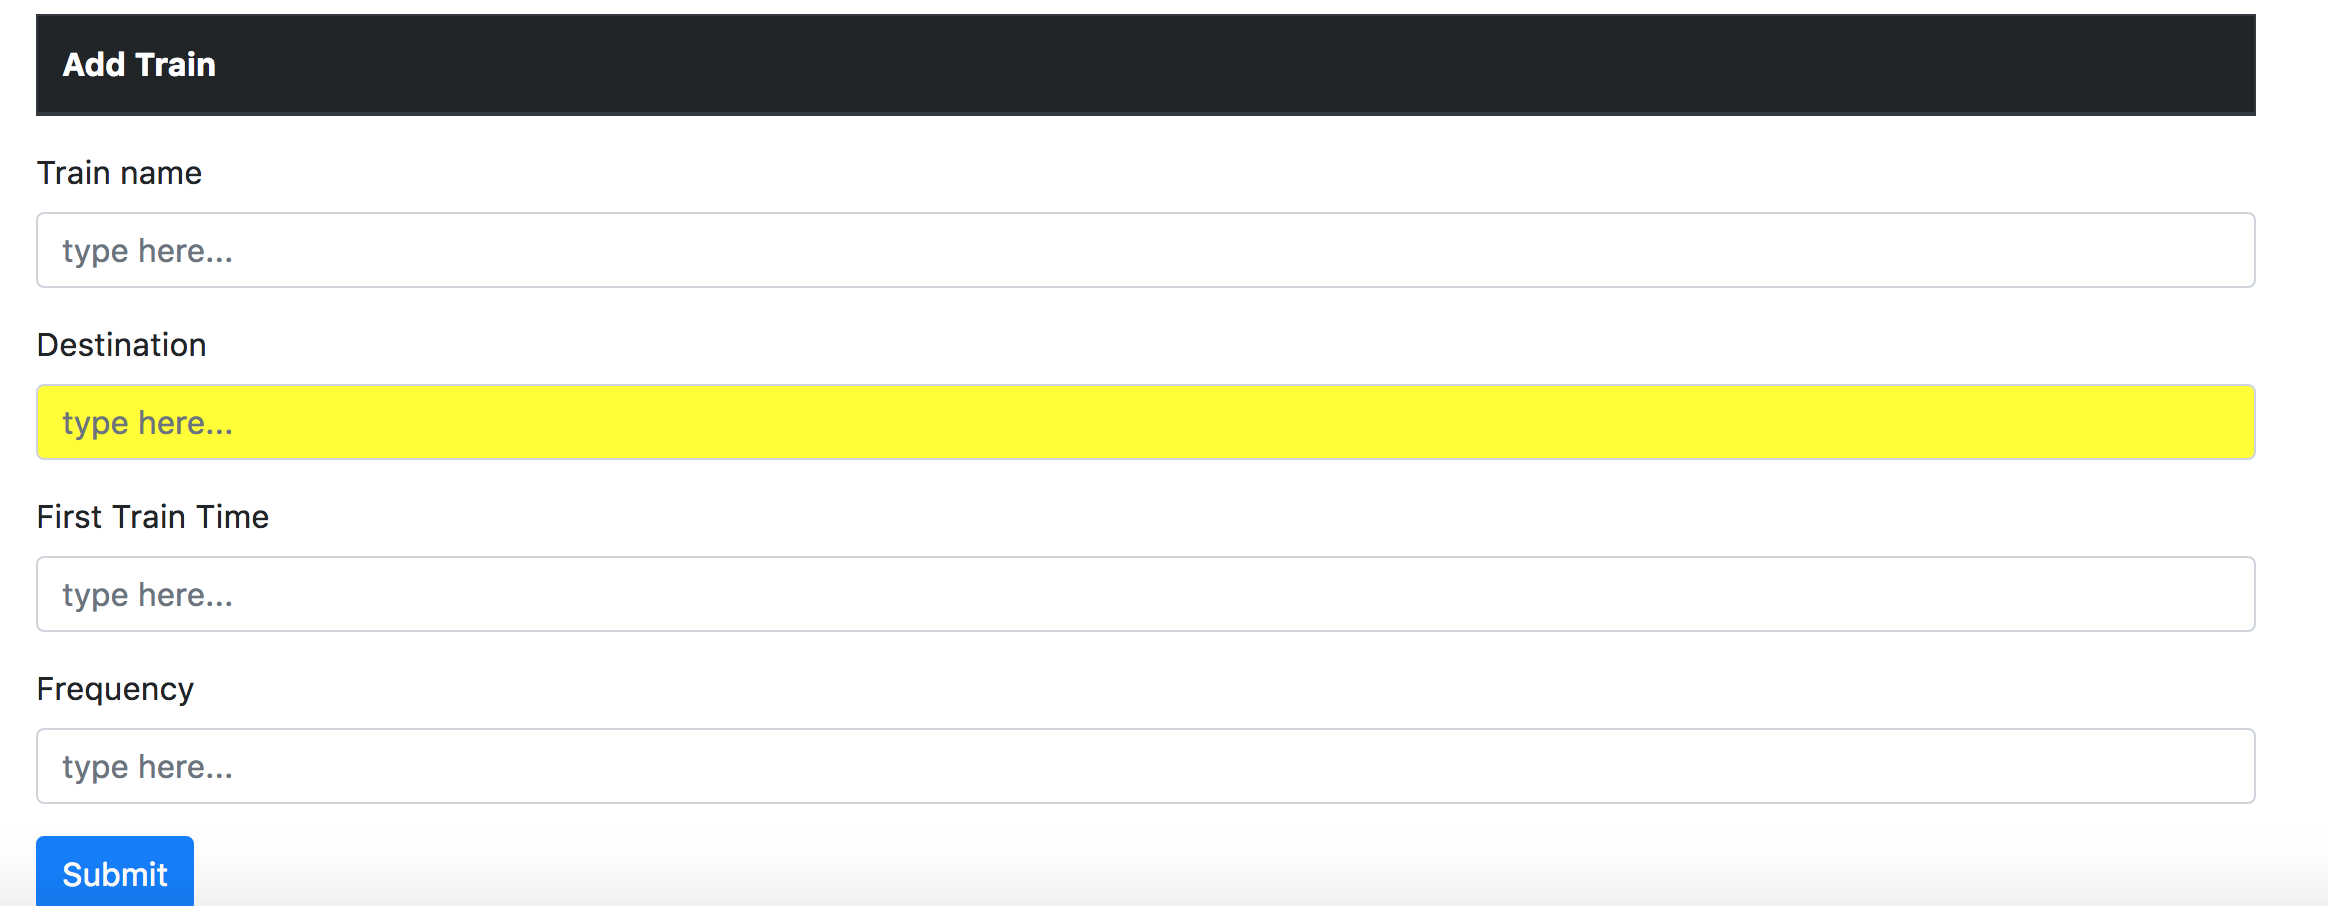 Add Train
Train name
type here...
Destination
type here...
First Train Time
type here...
Frequency
type here...
Submit